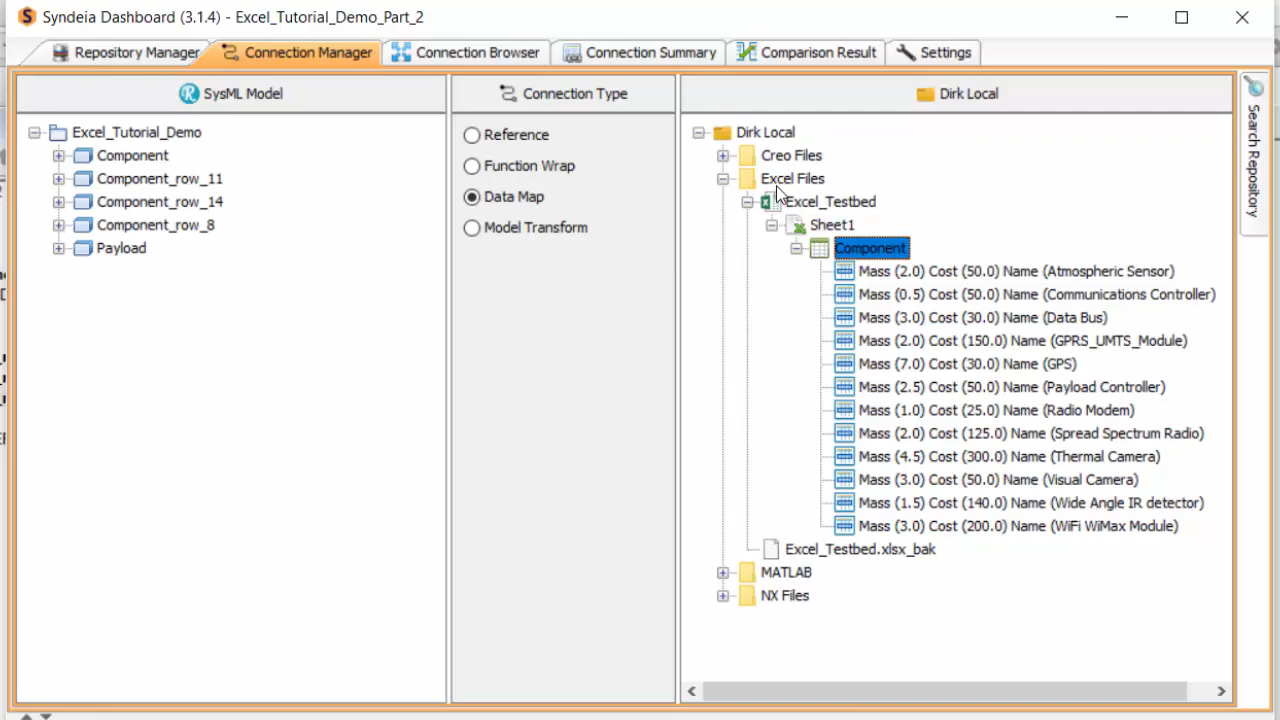 Syndeia Dashboard (3.1.4) - Excel_Tutorial_Demo_Part_2
Repository Manager
Connection Manager
Connection Browser
Connection Summary
Comparison Result
Settings
SysML Model
Connection Type
Dirk Local
Excel_Tutorial_Demo
Component
Component_row_11
Component_row_14
Component_row_8
Payload
Reference
Function Wrap
Data Map
Model Transform
Dirk Local
Creo Files
Excel Files
Excel_Testbed
Sheet1
Component
Mass (2.0) Cost (50.0) Name (Atmospheric Sensor)
Mass (0.5) Cost (50.0) Name (Communications Controller)
Mass (3.0) Cost (30.0) Name (Data Bus)
Mass (2.0) Cost (150.0) Name (GPRS_UMTS_Module)
Mass (7.0) Cost (30.0) Name (GPS)
Mass (2.5) Cost (50.0) Name (Payload Controller)
Mass (1.0) Cost (25.0) Name (Radio Modem)
Mass (2.0) Cost (125.0) Name (Spread Spectrum Radio)
Mass (4.5) Cost (300.0) Name (Thermal Camera)
Mass (3.0) Cost (50.0) Name (Visual Camera)
Mass (1.5) Cost (140.0) Name (Wide Angle IR detector)
Mass (3.0) Cost (200.0) Name (WiFi WiMax Module)
Excel_Testbed.xlsx_bak
MATLAB
NX Files
Search Repository